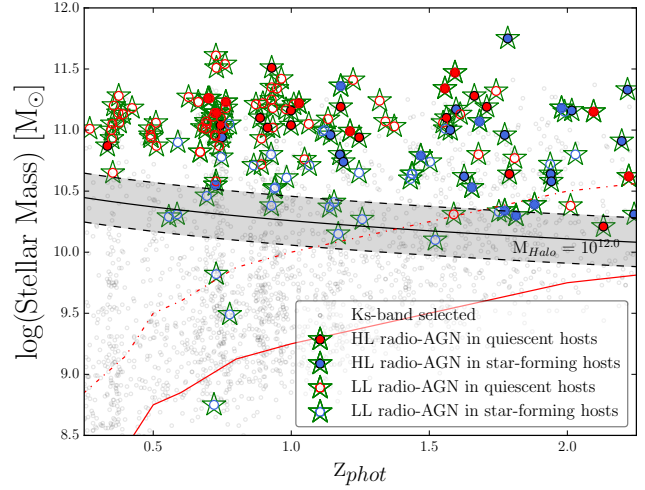 12.0
11.5
11.0
10.5
10.0
9.5
9.0
8.5
log(Stellar Mass) [M⊙]
M_Halo = 10^12.0
Ks-band selected
HL radio-AGN in quiescent hosts
HL radio-AGN in star-forming hosts
LL radio-AGN in quiescent hosts
LL radio-AGN in star-forming hosts
0.5 1.0 1.5 2.0
z_phot